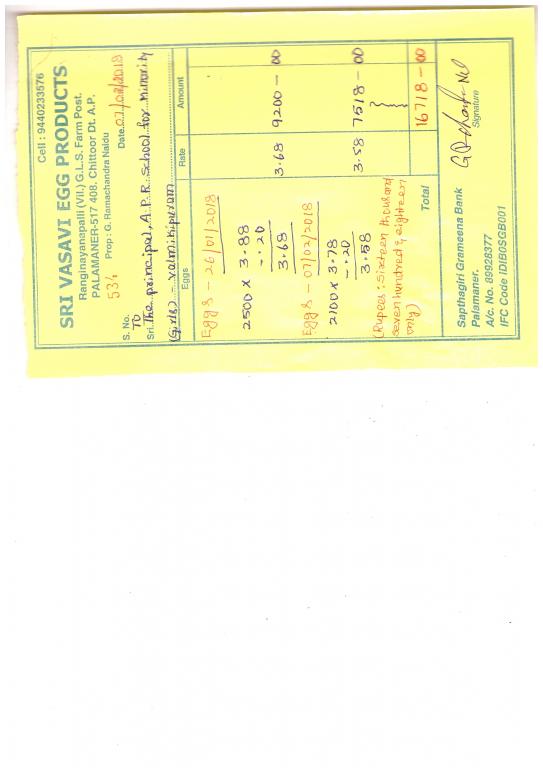 Cell : 9440233576
SRI VASAVI EGG PRODUCTS
Ranginayanapalli (Vil.) G.L.S. Farm Post.
PALAMANER-517 408. Chittoor Dt. A.P.
Prop : G. Ramachandra Naidu
S. No. 534 Date 07/02/2018
To
Sri. The principal, A.P.R. school for minority
(Girls) - valmikipuram
Eggs Rate Amount
Eggs - 26/01/2018
2500 x 3.88
- .20
3.68 3.68 9200 - 00
Eggs - 07/02/2018
2100 x 3.78
- .20
3.58 3.58 7518 - 00
(Rupees: sixteen thousand
seven hundred & eighteen
only)
Total 16718 - 00
Sapthagiri Grameena Bank
Palamaner.
A/c. No. 89928377
IFC Code IDIB0SGB001
Signature